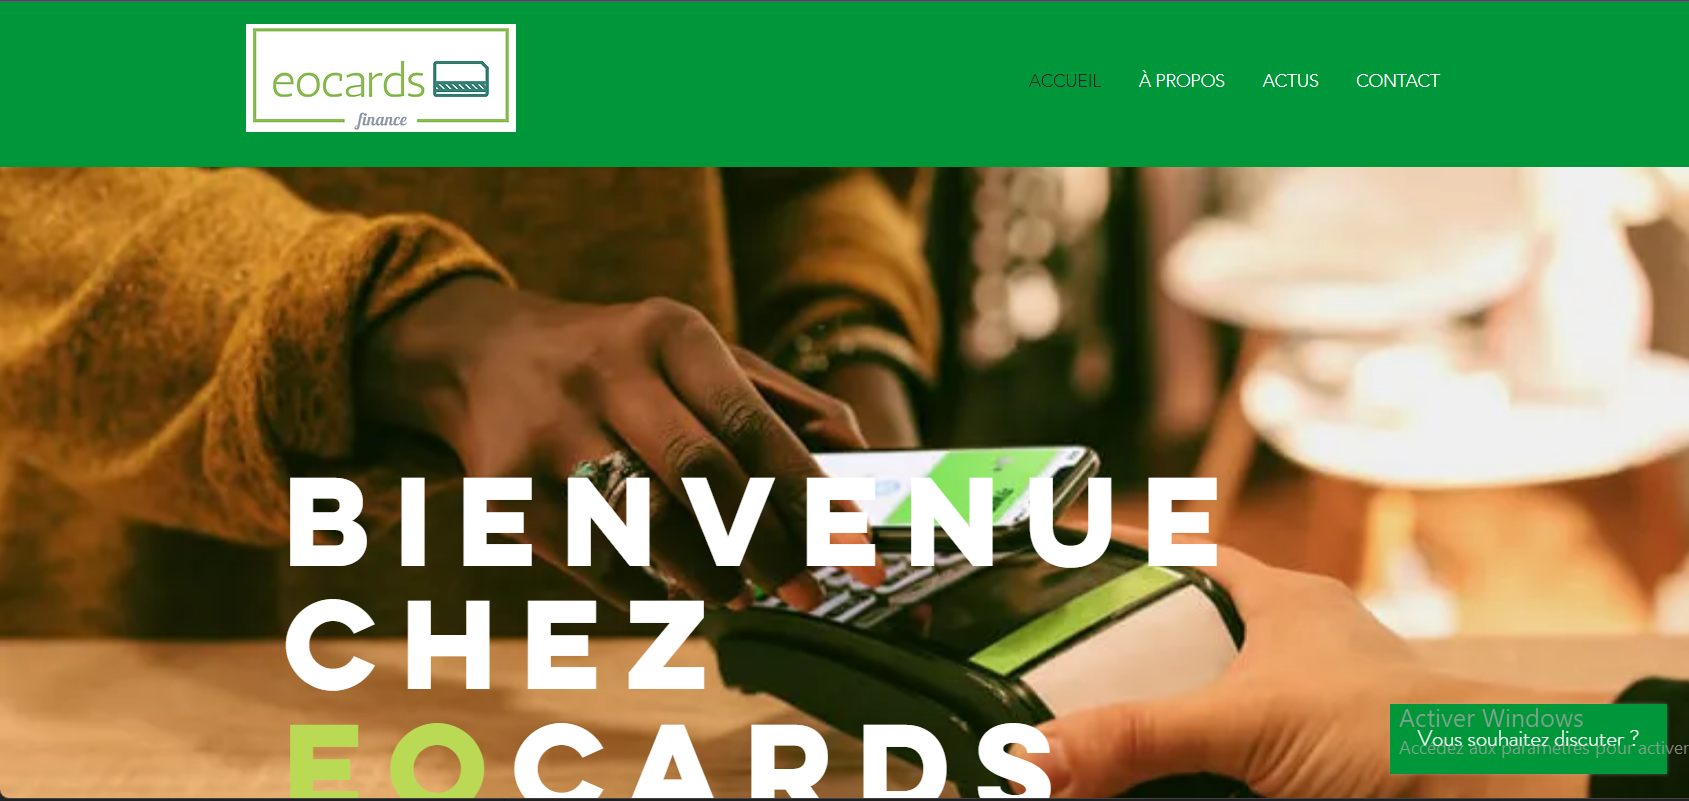 eocards
finance
ACCUEIL
À PROPOS
ACTUS
CONTACT
BIENVENUE
CHEZ
EOCARDS
Activer Windows
Vous souhaitez discuter ?
Accédez aux paramètres pour activer